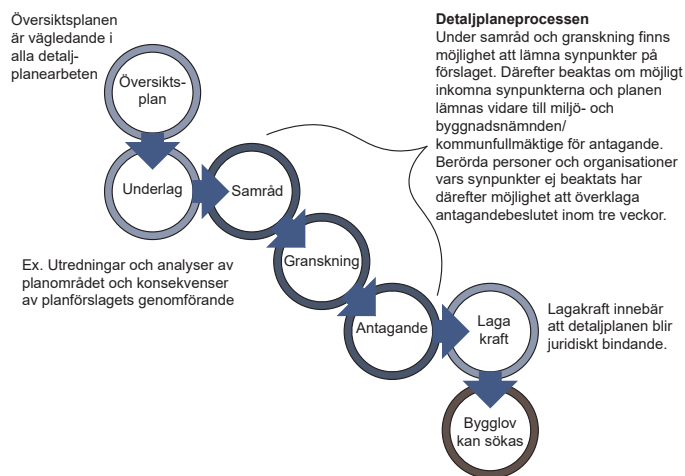 Översiktsplanen
är vägledande i
alla detalj-
planearbeten
Översikts-
plan
Underlag
Samråd
Ex. Utredningar och analyser av
planområdet och konsekvenser
av planförslagets genomförande
Granskning
Antagande
Detaljplaneprocessen
Under samråd och granskning finns
möjlighet att lämna synpunkter på
förslaget. Därefter beaktas om möjligt
inkomna synpunkterna och planen
lämnas vidare till miljö- och
byggnadsnämnden/
kommunfullmäktige för antagande.
Berörda personer och organisationer
vars synpunkter ej beaktats har
därefter möjlighet att överklaga
antagandebeslutet inom tre veckor.
Laga
kraft
Lagakraft innebär
att detaljplanen blir
juridiskt bindande.
Bygglov
kan sökas